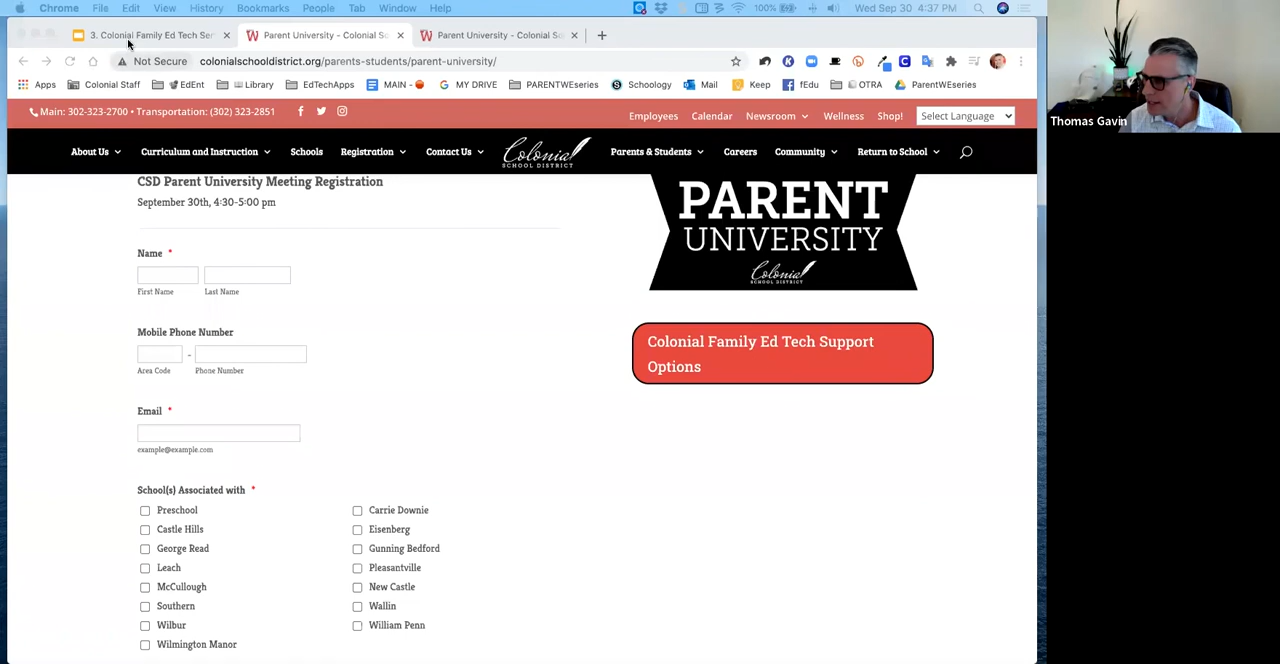 Chrome File Edit View History Bookmarks People Tab Window Help 100% Wed Sep 30 4:37 PM
3. Colonial Family Ed Tech Ser Parent University - Colonial Sc Parent University - Colonial Sc
Not Secure colonialschooldistrict.org/parents-students/parent-university/
Apps Colonial Staff EdEnt Library EdTechApps MAIN - MY DRIVE PARENTWEseries Schoology Mail Keep fEdu OTRA ParentWEseries
Main: 302-323-2700 • Transportation: (302) 323-2851
Employees Calendar Newsroom Wellness Shop! Select Language
About Us Curriculum and Instruction Schools Registration Contact Us Colonial SCHOOL DISTRICT Parents & Students Careers Community Return to School
CSD Parent University Meeting Registration
September 30th, 4:30-5:00 pm
Name *
First Name Last Name
Mobile Phone Number
-
Area Code Phone Number
Email *
example@example.com
School(s) Associated with *
Preschool Carrie Downie
Castle Hills Eisenberg
George Read Gunning Bedford
Leach Pleasantville
McCullough New Castle
Southern Wallin
Wilbur William Penn
Wilmington Manor
PARENT
UNIVERSITY
Colonial
SCHOOL DISTRICT
Colonial Family Ed Tech Support
Options
Thomas Gavin